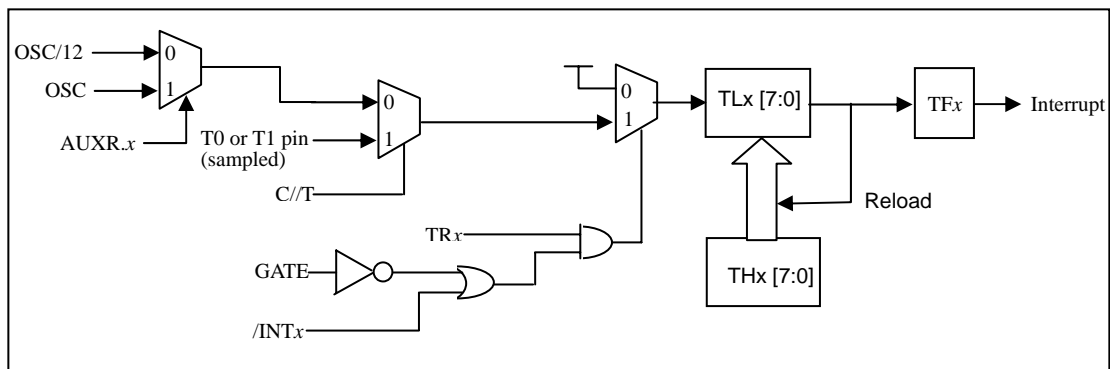 OSC/12
0
OSC
1
AUXR.x
0
T0 or T1 pin
1
(sampled)
C//T
0
1
TLx [7:0]
TFx
Interrupt
Reload
TRx
THx [7:0]
GATE
/INTx